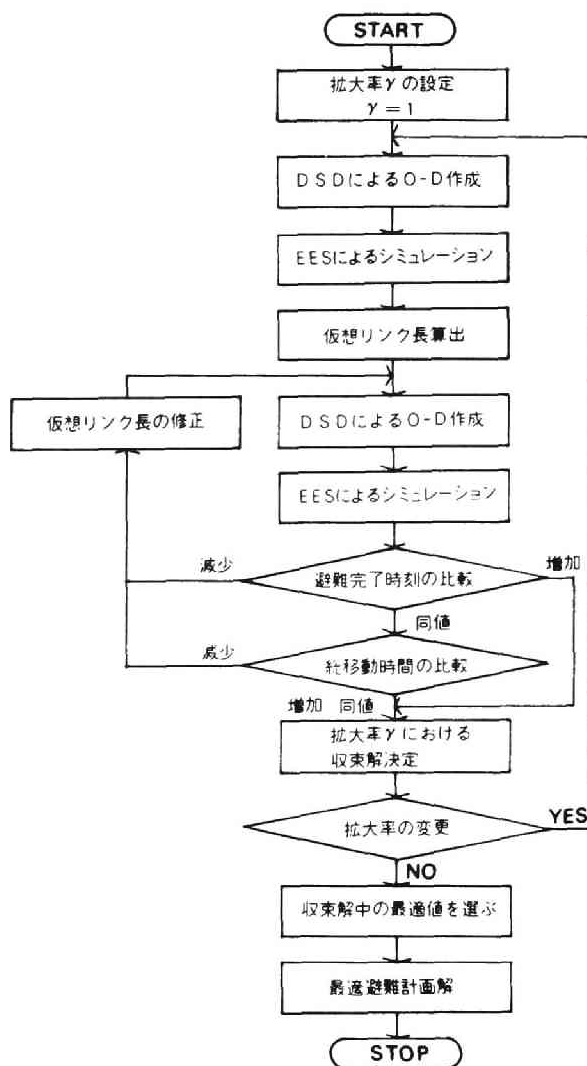 START
拡大率γの設定
γ=1
DSDによるO-D作成
EESによるシミュレーション
仮想リンク長算出
仮想リンク長の修正
DSDによるO-D作成
EESによるシミュレーション
減少
避難完了時刻の比較
増加
同値
減少
総移動時間の比較
増加 同値
拡大率γにおける
収束解決定
拡大率の変更
YES
NO
収束解中の最適値を選ぶ
最適避難計画解
STOP